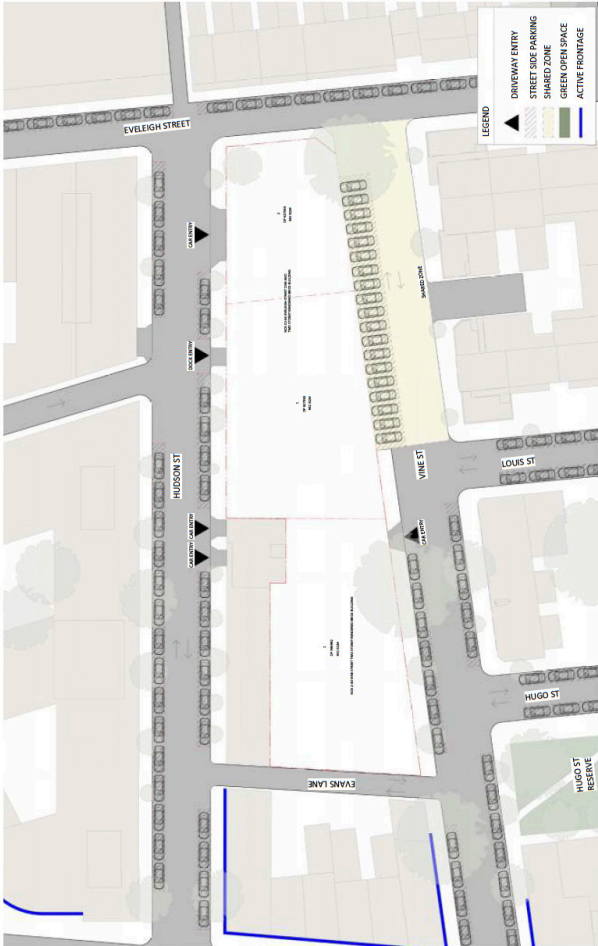 LEGEND
DRIVEWAY ENTRY
STREET SIDE PARKING
SHARED ZONE
GREEN OPEN SPACE
ACTIVE FRONTAGE
EVELEIGH STREET
CAR ENTRY
DOCK ENTRY
HUDSON ST
CAR ENTRY
CAR ENTRY
SHARED ZONE
VINE ST
LOUIS ST
CAR ENTRY
HUGO ST
EVANS LANE
HUGO ST
RESERVE